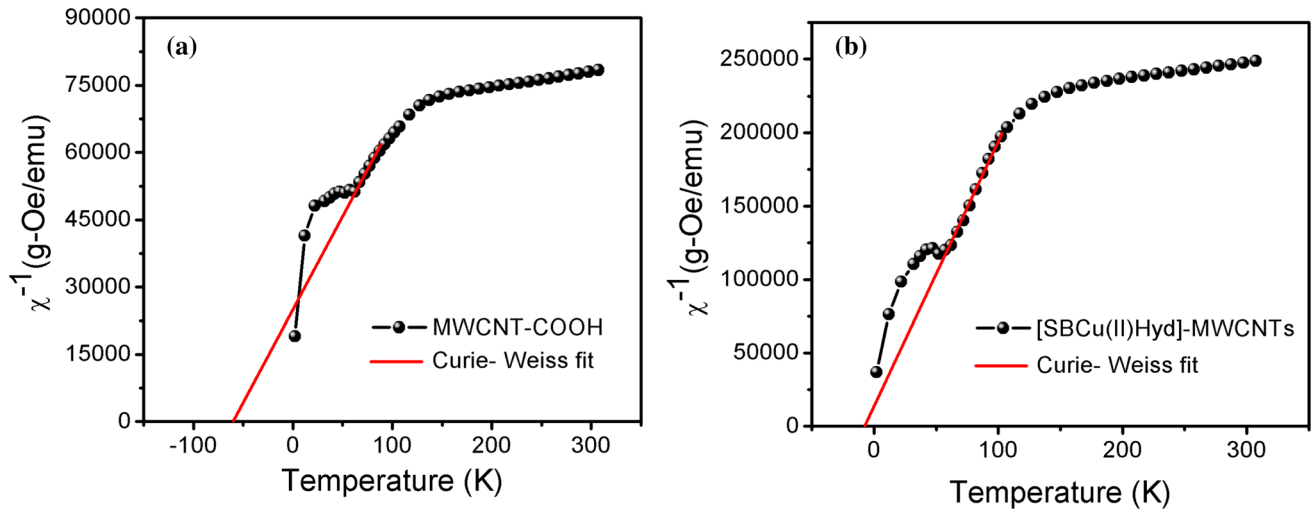 (a)
90000
75000
60000
45000
30000
15000
0
χ⁻¹(g-Oe/emu)
MWCNT-COOH
Curie- Weiss fit
-100 0 100 200 300
Temperature (K)
(b)
250000
200000
150000
100000
50000
0
χ⁻¹(g-Oe/emu)
[SBCu(II)Hyd]-MWCNTs
Curie- Weiss fit
0 100 200 300
Temperature (K)